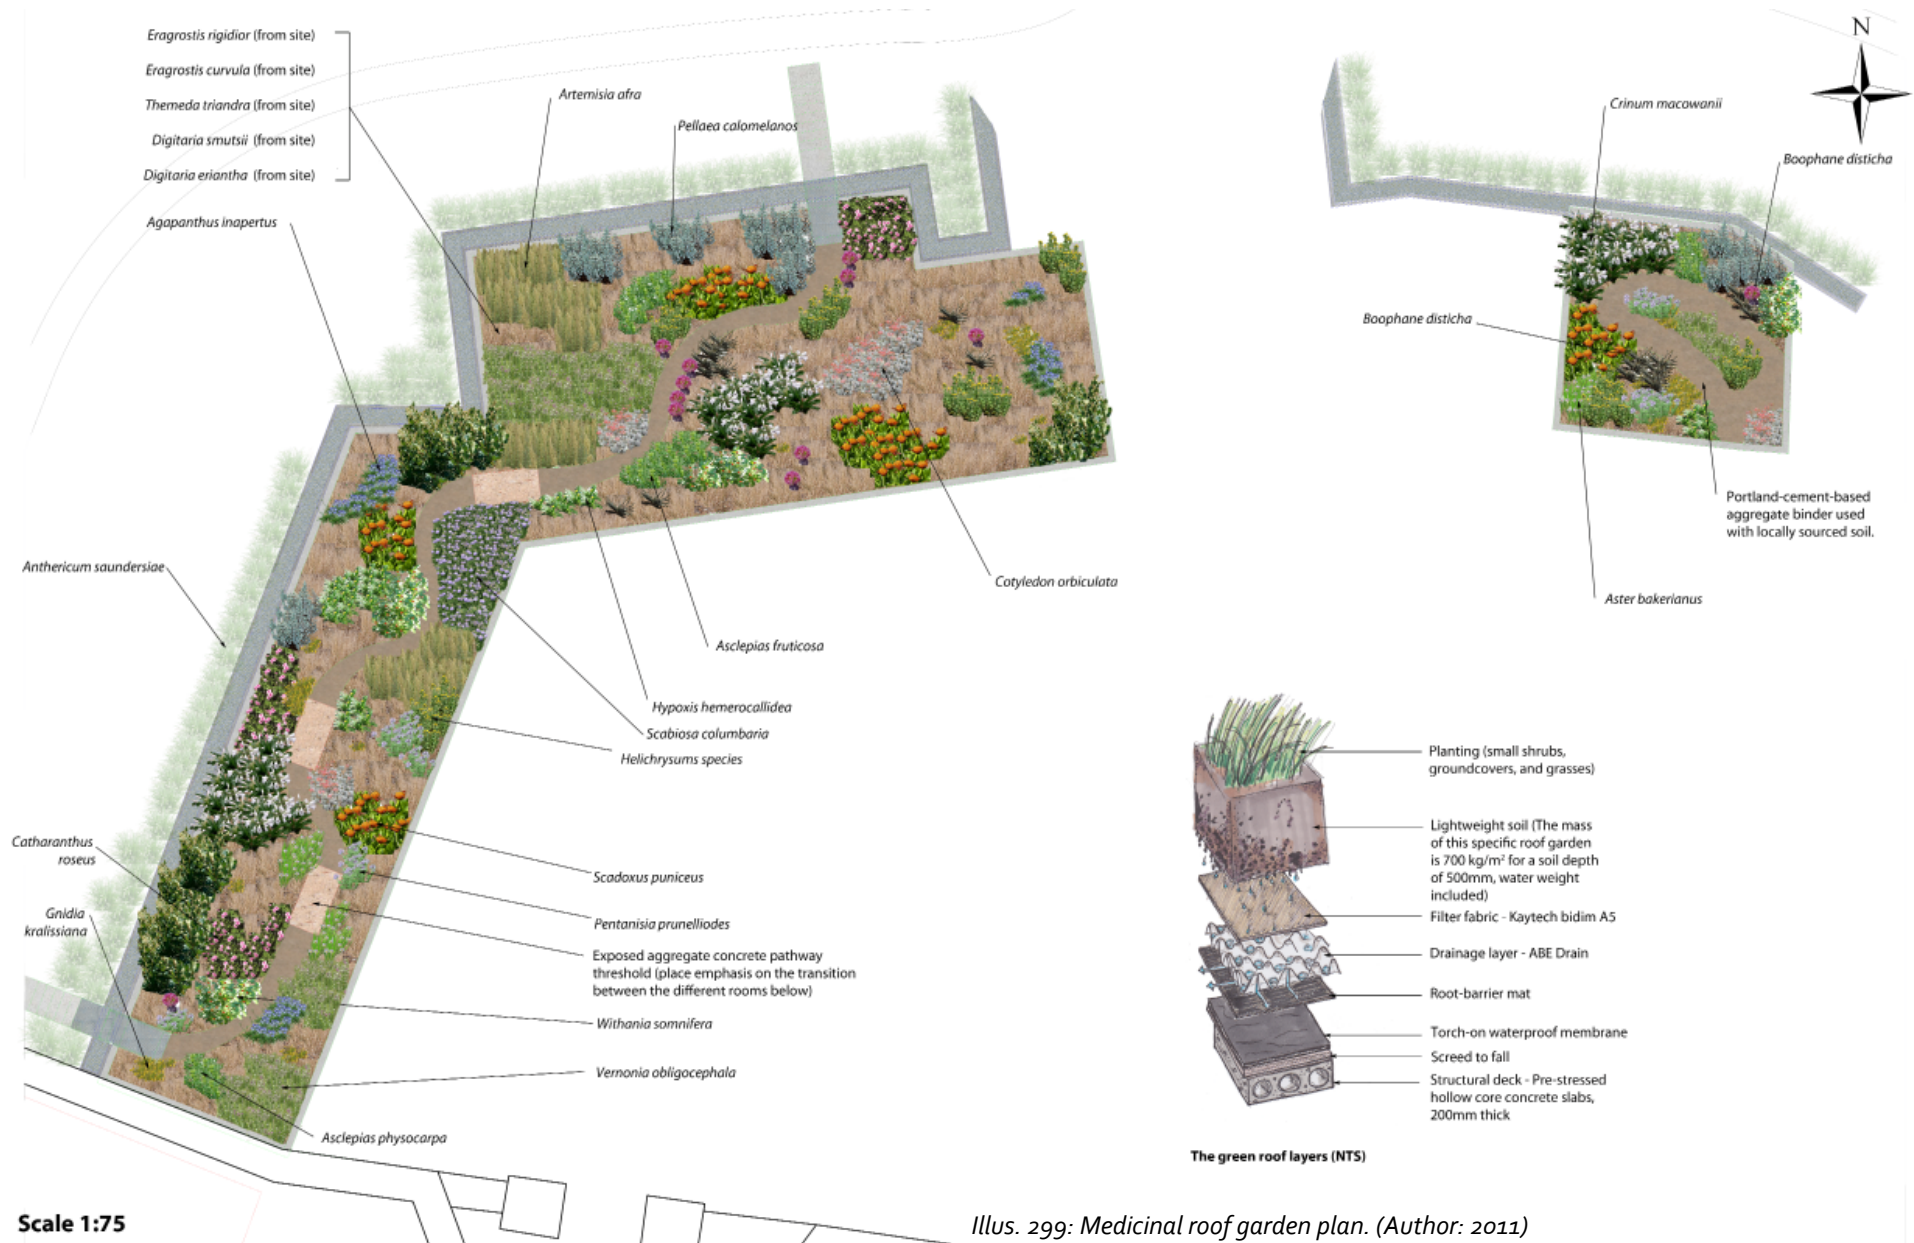 Eragrostis rigidior (from site)
Eragrostis curvula (from site)
Themeda triandra (from site)
Digitaria smutsii (from site)
Digitaria eriantha (from site)
Agapanthus inapertus
Artemisia afra
Pellaea calomelanos
N
Crinum macowanii
Boophane disticha
Boophane disticha
Portland-cement-based
aggregate binder used
with locally sourced soil.
Aster bakerianus
Anthericum saundersiae
Cotyledon orbiculata
Asclepias fruticosa
Hypoxis hemerocallidea
Scabiosa columbaria
Helichrysums species
Catharanthus
roseus
Gnidia
kralissiana
Scadoxus puniceus
Pentanisia prunelliodes
Exposed aggregate concrete pathway
threshold (place emphasis on the transition
between the different rooms below)
Withania somnifera
Vernonia obligocephala
Asclepias physocarpa
Planting (small shrubs,
groundcovers, and grasses)
Lightweight soil (The mass
of this specific roof garden
is 700 kg/m² for a soil depth
of 500mm, water weight
included)
Filter fabric - Kaytech bidim A5
Drainage layer - ABE Drain
Root-barrier mat
Torch-on waterproof membrane
Screed to fall
Structural deck - Pre-stressed
hollow core concrete slabs,
200mm thick
The green roof layers (NTS)
Scale 1:75
Illus. 299: Medicinal roof garden plan. (Author: 2011)